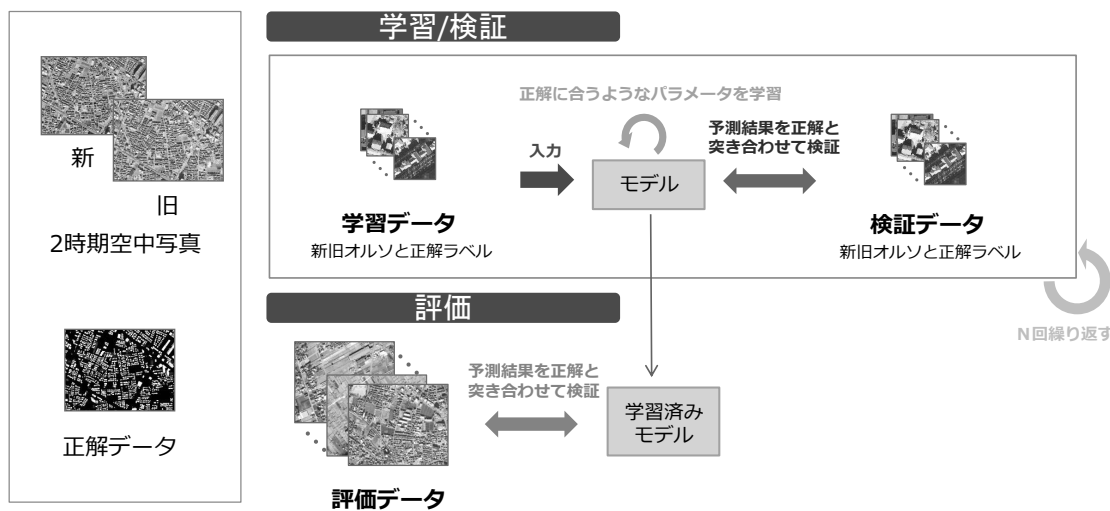 新
旧
2時期空中写真
正解データ
学習/検証
正解に合うようなパラメータを学習
入力
モデル
予測結果を正解と
突き合わせて検証
学習データ
新旧オルソと正解ラベル
検証データ
新旧オルソと正解ラベル
N回繰り返す
評価
予測結果を正解と
突き合わせて検証
学習済み
モデル
評価データ